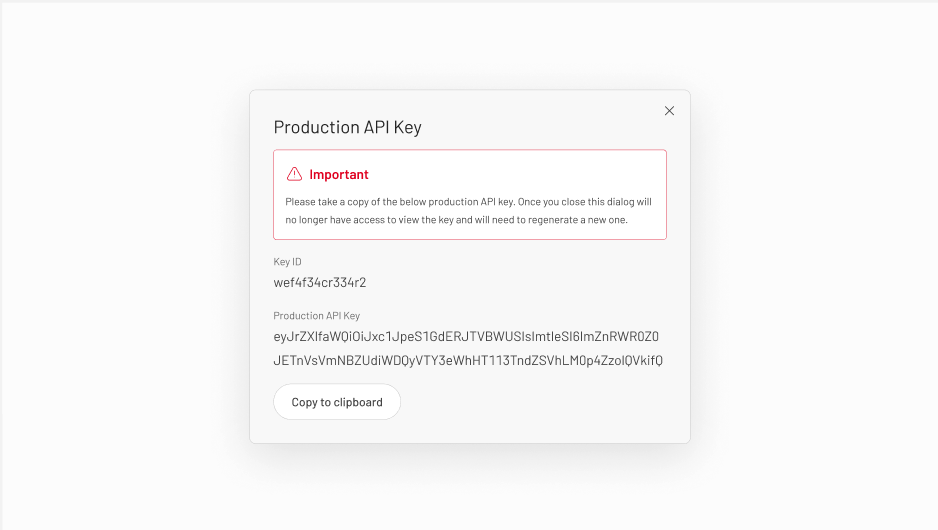 Production API Key
Important
Please take a copy of the below production API key. Once you close this dialog will
no longer have access to view the key and will need to regenerate a new one.
Key ID
wef4f34cr334r2
Production API Key
eyJrZXIfaWQiOiJxc1JpeS1GdERJTVBWUSIsImtleSI6ImZnRWR0Z0
JETnVsVmNBZUdiWDQyVTY3eWhHT113TndZSVhLM0p4ZzolQVkifQ
Copy to clipboard